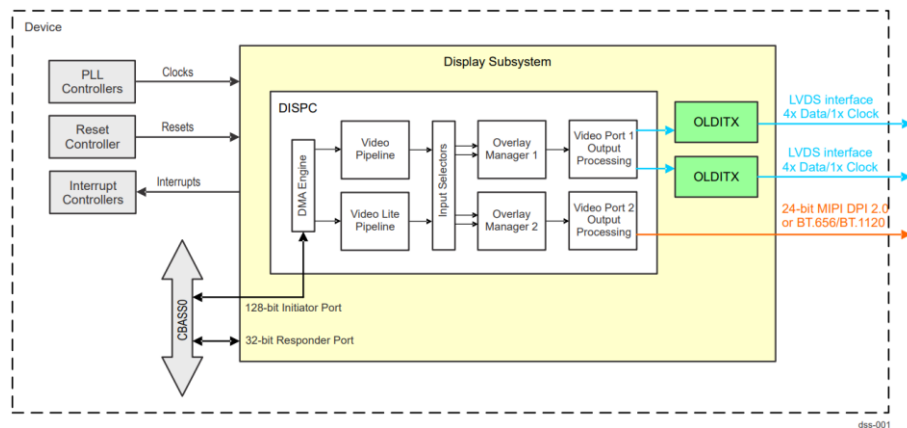 Device
PLL
Controllers
Clocks
Reset
Controller
Resets
Interrupt
Controllers
Interrupts
CBASS0
Display Subsystem
DISPC
DMA Engine
Video
Pipeline
Video Lite
Pipeline
Input Selectors
Overlay
Manager 1
Overlay
Manager 2
Video Port 1
Output
Processing
Video Port 2
Output
Processing
OLDITX
OLDITX
LVDS interface
4x Data/1x Clock
LVDS interface
4x Data/1x Clock
24-bit MIPI DPI 2.0
or BT.656/BT.1120
128-bit Initiator Port
32-bit Responder Port
dss-001